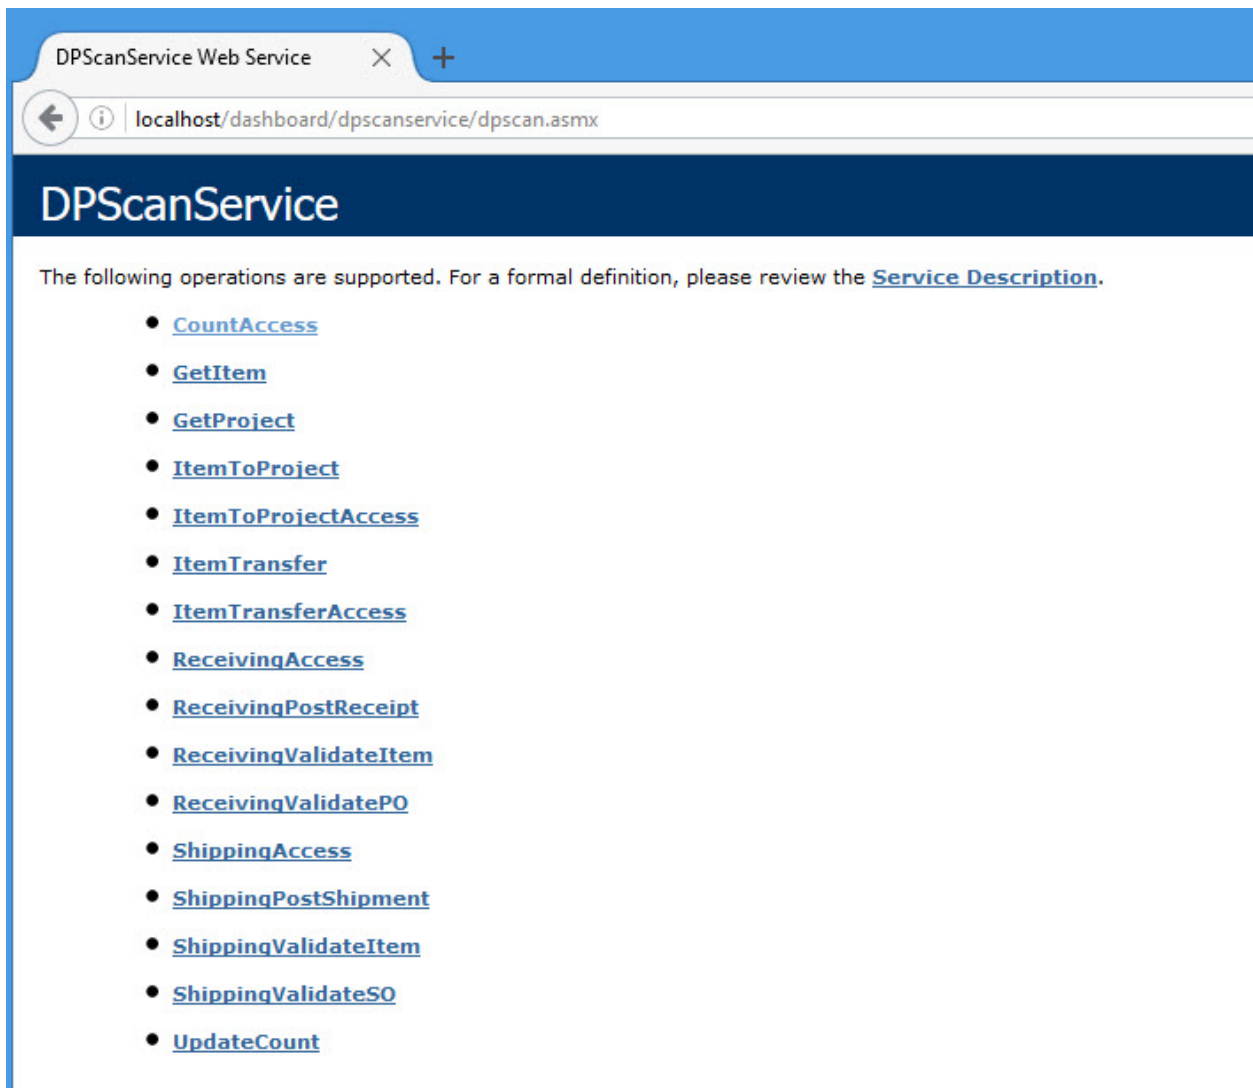 DPScanService Web Service
localhost/dashboard/dpscanservice/dpscan.asmx
DPScanService
The following operations are supported. For a formal definition, please review the Service Description.
CountAccess
GetItem
GetProject
ItemToProject
ItemToProjectAccess
ItemTransfer
ItemTransferAccess
ReceivingAccess
ReceivingPostReceipt
ReceivingValidateItem
ReceivingValidatePO
ShippingAccess
ShippingPostShipment
ShippingValidateItem
ShippingValidateSO
UpdateCount